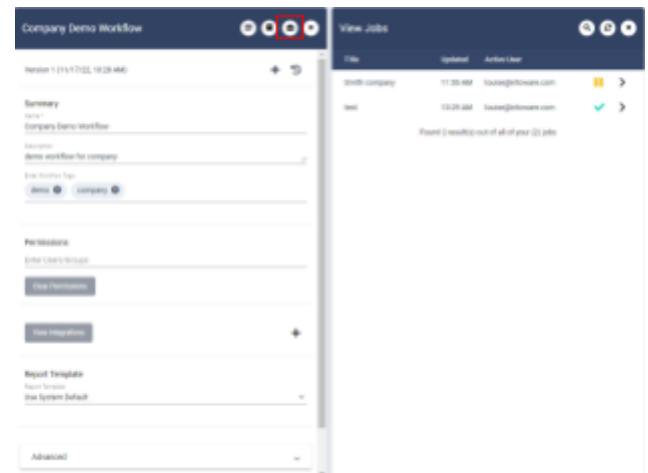 Company Demo Workflow
Version 1 (11/17/22, 10:28 AM)
Summary
Name *
Company Demo Workflow
Description
demo workflow for company
Enter Workflow Tags
demo
company
Permissions
Enter Users/Groups
Clear Permissions
View Integrations
Report Template
Report Template
Use System Default
Advanced
View Jobs
Title Updated Active User
Smith company 11:35 AM
test 10:29 AM
Found 2 result(s) out of all of your (2) jobs